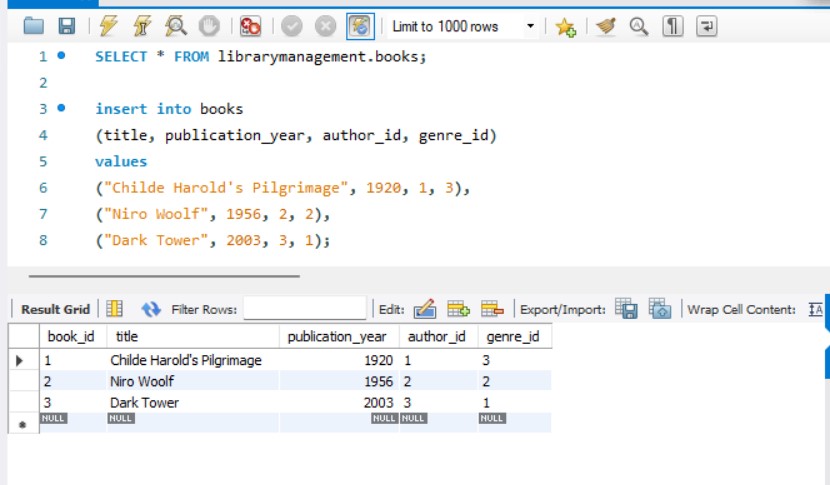 Limit to 1000 rows
1 SELECT * FROM librarymanagement.books;
2
3 insert into books
4 (title, publication_year, author_id, genre_id)
5 values
6 ("Childe Harold's Pilgrimage", 1920, 1, 3),
7 ("Niro Woolf", 1956, 2, 2),
8 ("Dark Tower", 2003, 3, 1);
Result Grid Filter Rows: Edit: Export/Import: Wrap Cell Content:
book_id title publication_year author_id genre_id
1 Childe Harold's Pilgrimage 1920 1 3
2 Niro Woolf 1956 2 2
3 Dark Tower 2003 3 1
NULL NULL NULL NULL NULL